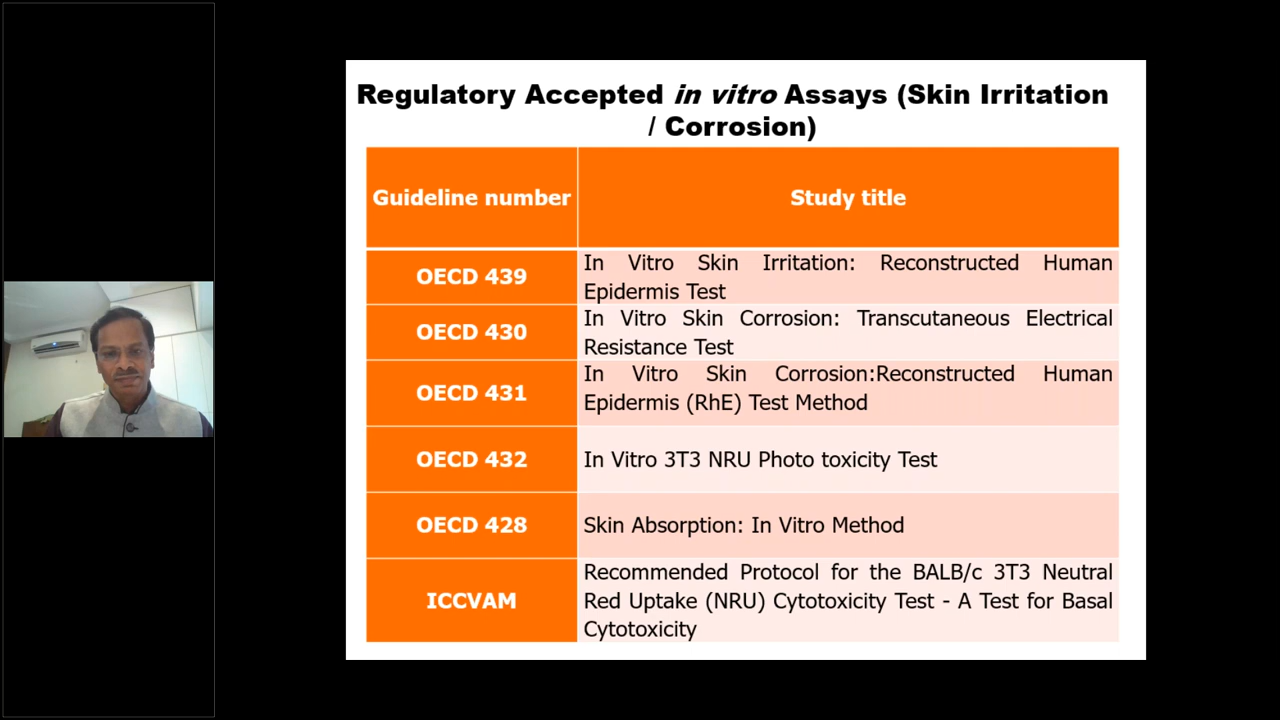 Regulatory Accepted in vitro Assays (Skin Irritation
/ Corrosion)
Guideline number
Study title
OECD 439
In Vitro Skin Irritation: Reconstructed Human
Epidermis Test
OECD 430
In Vitro Skin Corrosion: Transcutaneous Electrical
Resistance Test
OECD 431
In Vitro Skin Corrosion:Reconstructed Human
Epidermis (RhE) Test Method
OECD 432
In Vitro 3T3 NRU Photo toxicity Test
OECD 428
Skin Absorption: In Vitro Method
ICCVAM
Recommended Protocol for the BALB/c 3T3 Neutral
Red Uptake (NRU) Cytotoxicity Test - A Test for Basal
Cytotoxicity